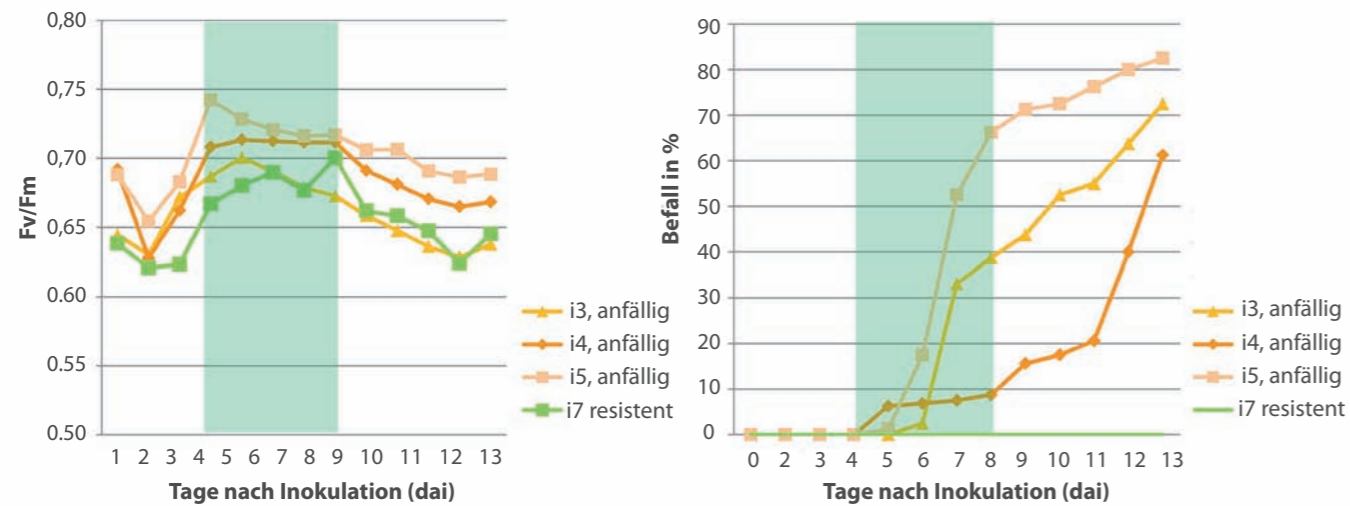 0,80
0,75
0,70
0,65
0.60
0.55
0.50
Fv/Fm
1 2 3 4 5 6 7 8 9 10 11 12 13
Tage nach Inokulation (dai)
i3, anfällig
i4, anfällig
i5, anfällig
i7 resistent
90
80
70
60
50
40
30
20
10
0
Befall in %
0 2 3 4 5 6 7 8 9 10 11 12 13
Tage nach Inokulation (dai)
i3, anfällig
i4, anfällig
i5, anfällig
i7 resistent